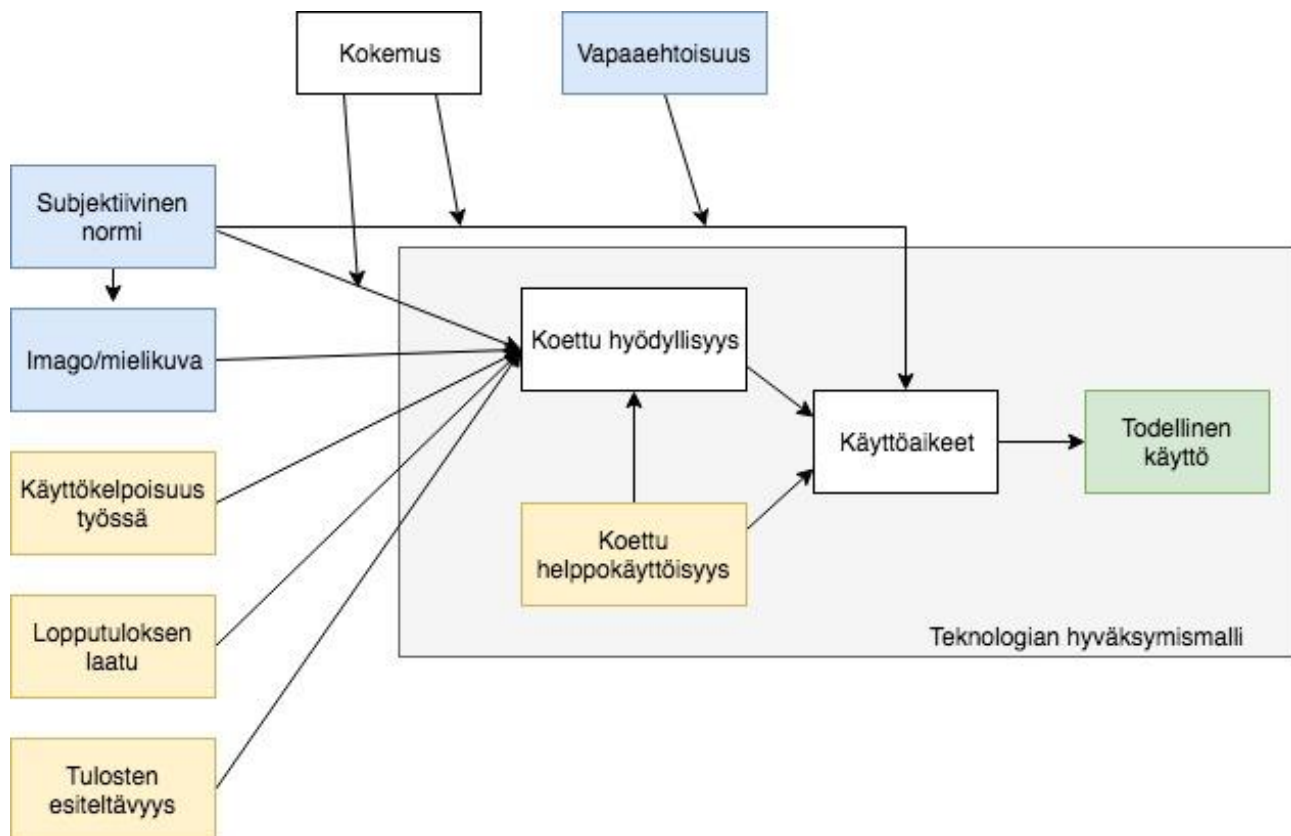 Kokemus
Vapaaehtoisuus
Subjektiivinen
normi
Imago/mielikuva
Koettu hyödyllisyys
Käyttöaikeet
Todellinen
käyttö
Käyttökelpoisuus
työssä
Koettu
helppokäyttöisyys
Lopputuloksen
laatu
Teknologian hyväksymismalli
Tulosten
esiteltävyys